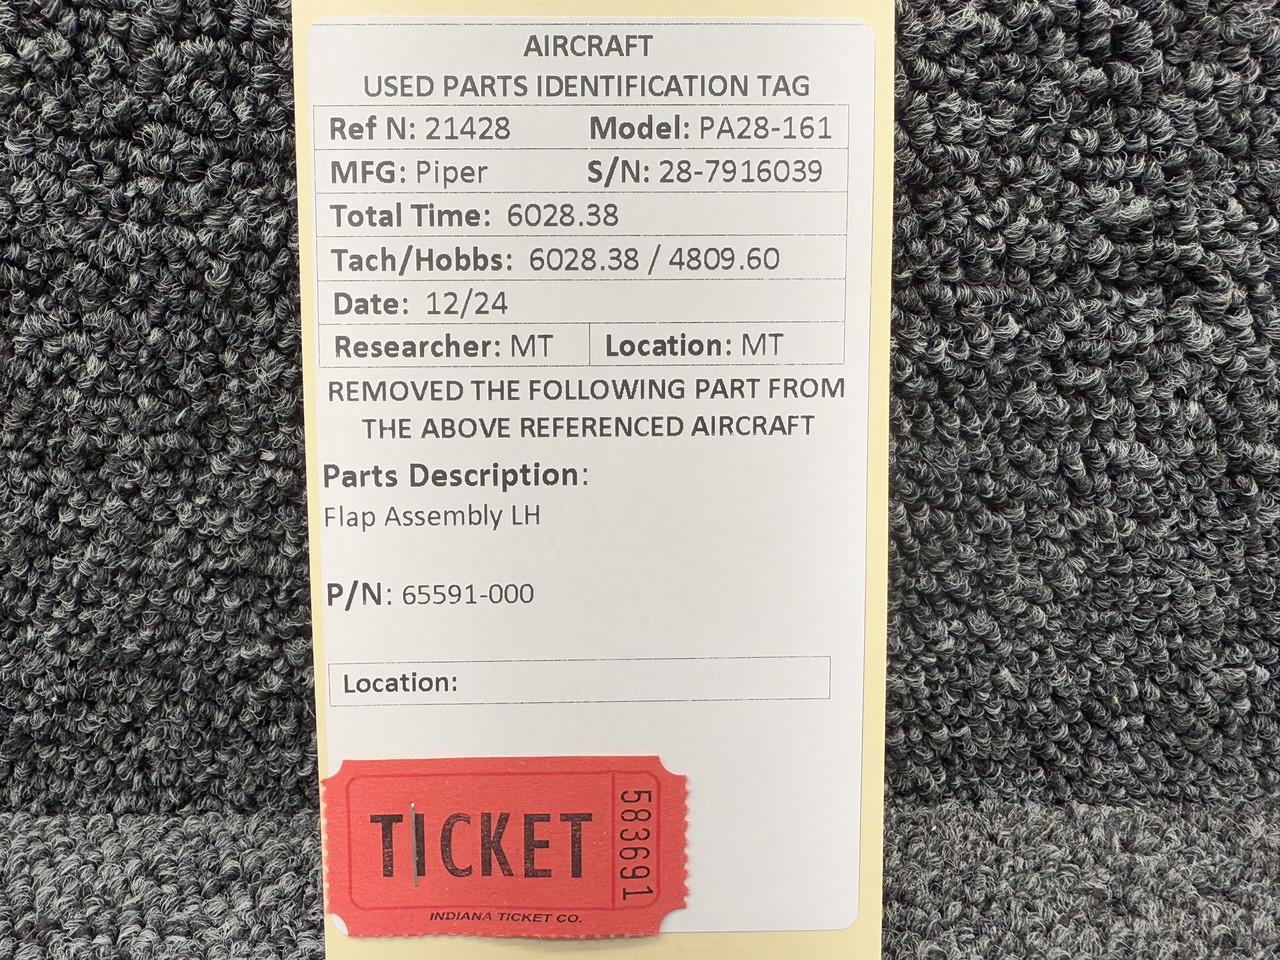 AIRCRAFT
USED PARTS IDENTIFICATION TAG
Ref N: 21428 Model: PA28-161
MFG: Piper S/N: 28-7916039
Total Time: 6028.38
Tach/Hobbs: 6028.38 / 4809.60
Date: 12/24
Researcher: MT Location: MT
REMOVED THE FOLLOWING PART FROM
THE ABOVE REFERENCED AIRCRAFT
Parts Description:
Flap Assembly LH
P/N: 65591-000
Location:
TICKET
583691
INDIANA TICKET CO.